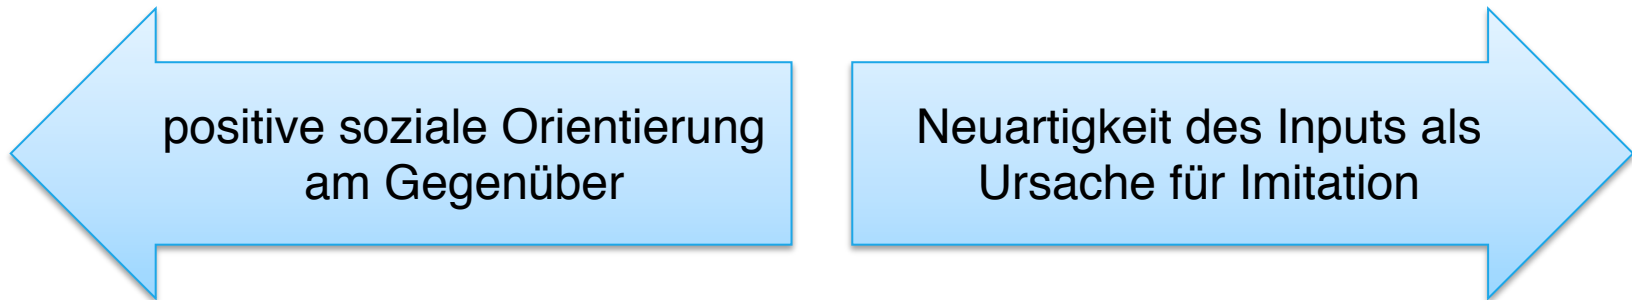 positive soziale Orientierung
am Gegenüber
Neuartigkeit des Inputs als
Ursache für Imitation